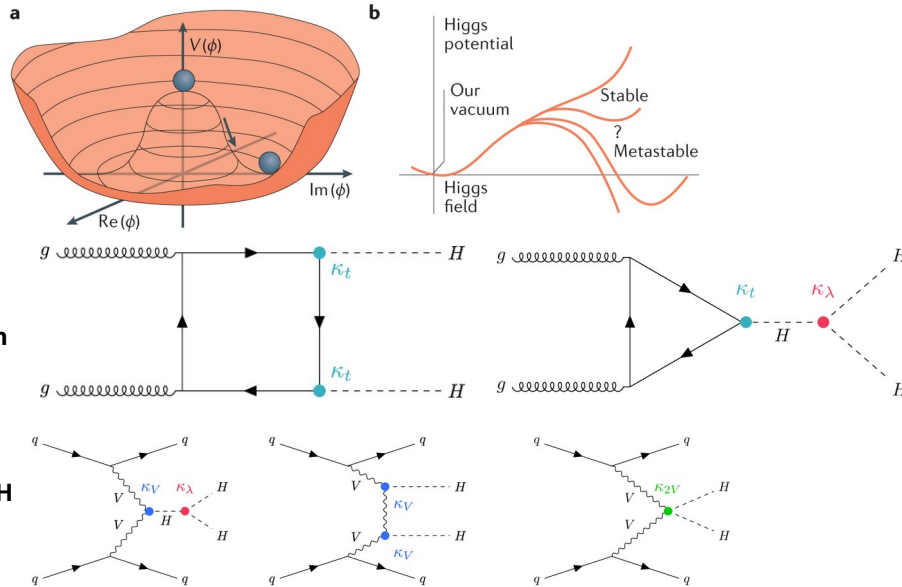 a
V(ϕ)
Im(ϕ)
Re(ϕ)
b
Higgs
potential
Our
vacuum
Stable
?
Metastable
Higgs
field
g
κt
H
κt
g
H
n
g
κt
κλ
H
H
g
H
q
q
V
κV
κλ
H
V
H
H
q
q
H
q
q
V
κV
H
V
κV
H
q
q
q
q
V
κ2V
H
V
H
q
q